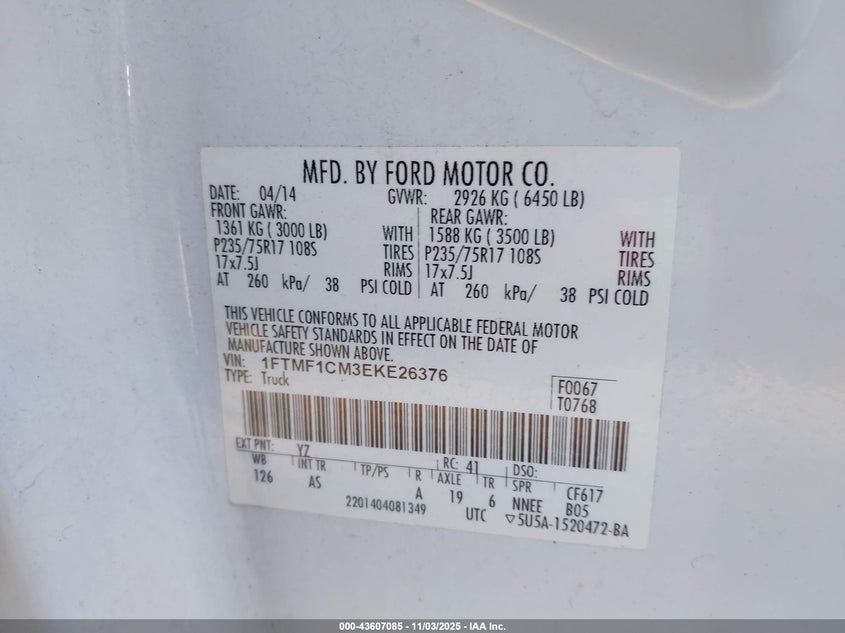 MFD. BY FORD MOTOR CO.
DATE: 04/14 GVWR: 2926 KG ( 6450 LB)
FRONT GAWR: REAR GAWR:
1361 KG ( 3000 LB) WITH 1588 KG ( 3500 LB) WITH
P235/75R17 108S TIRES P235/75R17 108S TIRES
17x7.5J RIMS 17x7.5J RIMS
AT 260 kPa/ 38 PSI COLD AT 260 kPa/ 38 PSI COLD
THIS VEHICLE CONFORMS TO ALL APPLICABLE FEDERAL MOTOR
VEHICLE SAFETY STANDARDS IN EFFECT ON THE DATE OF
MANUFACTURE SHOWN ABOVE.
VIN: 1FTMF1CM3EKE26376
TYPE: Truck
F0067
T0768
EXT PNT: YZ RC: 41 DSO:
WB INT TR TP/PS R AXLE TR SPR CF617
126 AS A 19 6 NNEE B05
2201404081349 UTC ▽5U5A-1520472-BA
000-43607085 - 11/03/2025 - IAA Inc.